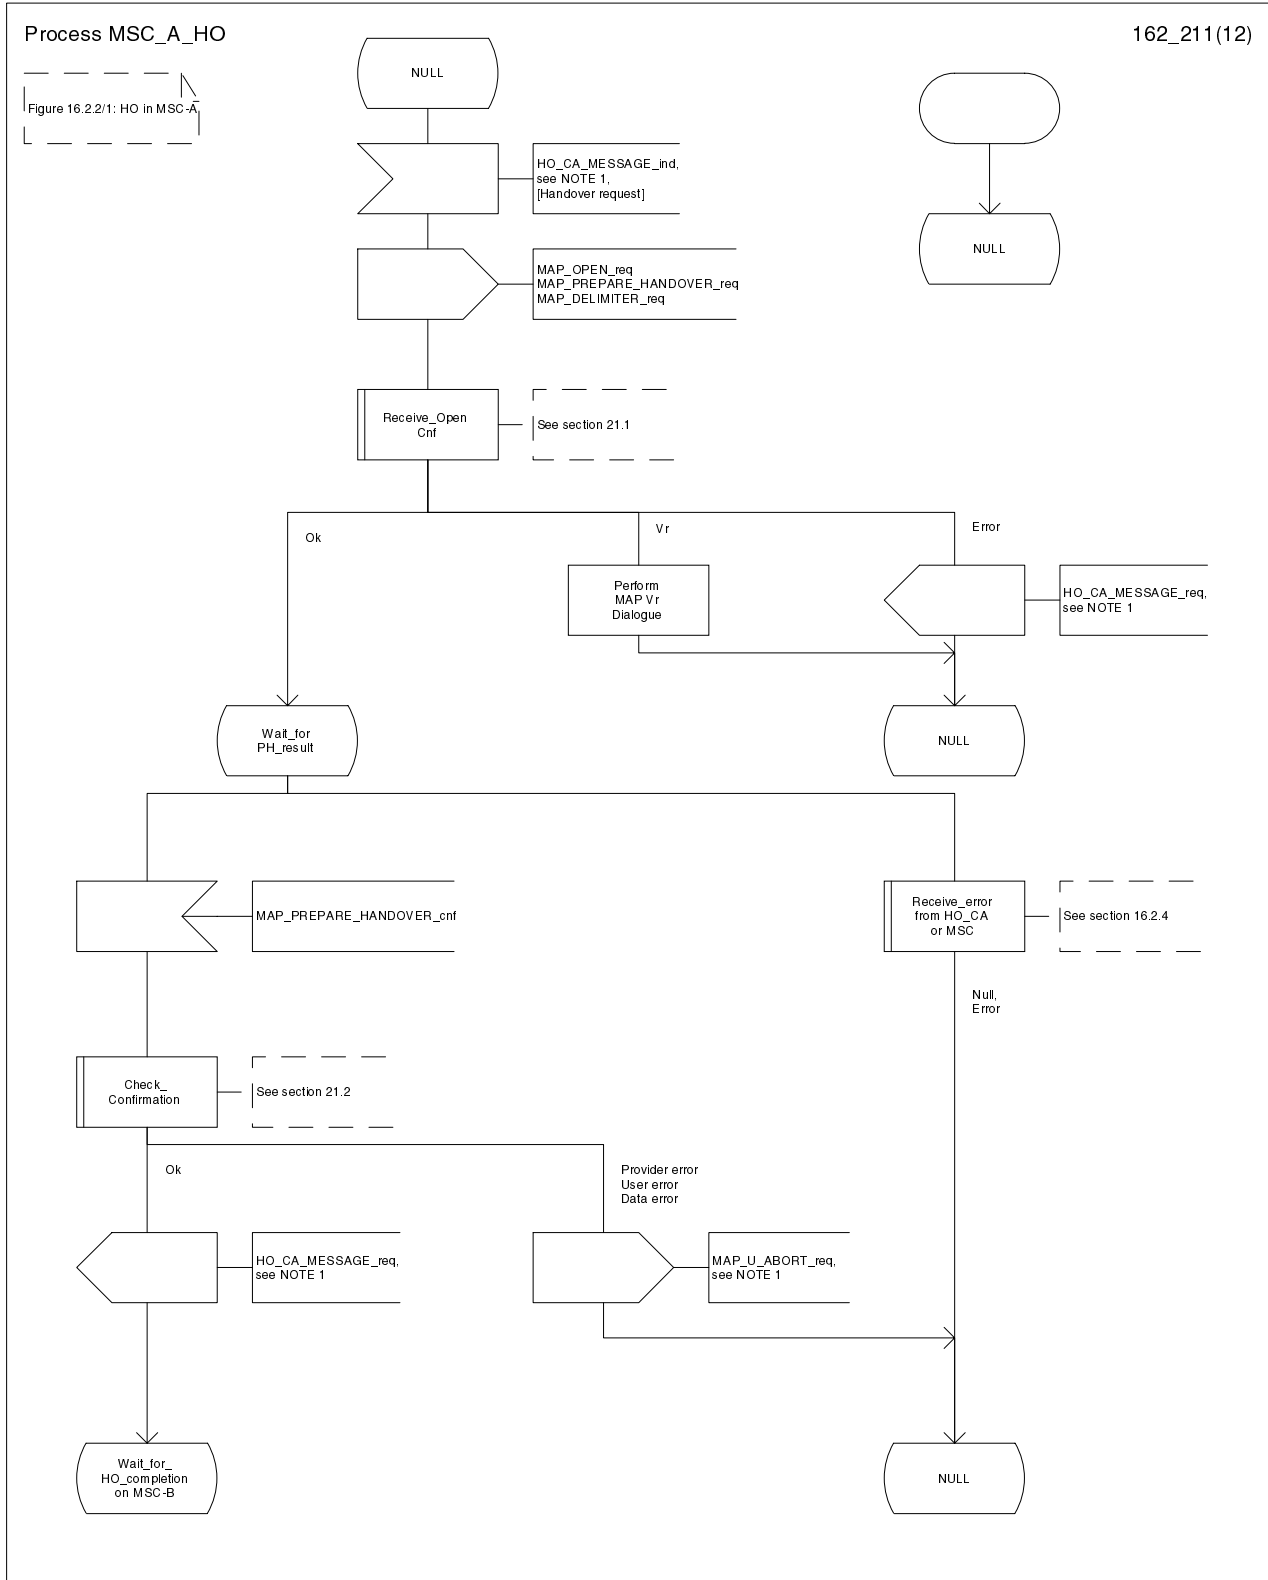 Process MSC_A_HO
162_211(12)
Figure 16.2.2/1: HO in MSC-A
NULL
HO_CA_MESSAGE_ind,
see NOTE 1,
[Handover request]
NULL
MAP_OPEN_req
MAP_PREPARE_HANDOVER_req
MAP_DELIMITER_req
Receive_Open
Cnf
See section 21.1
Ok
Vr
Error
Perform
MAP Vr
Dialogue
HO_CA_MESSAGE_req,
see NOTE 1
Wait_for
PH_result
NULL
MAP_PREPARE_HANDOVER_cnf
Receive_error
from HO_CA
or MSC
See section 16.2.4
Null,
Error
Check_
Confirmation
See section 21.2
Ok
Provider error
User error
Data error
HO_CA_MESSAGE_req,
see NOTE 1
MAP_U_ABORT_req,
see NOTE 1
Wait_for_
HO_completion
on MSC-B
NULL